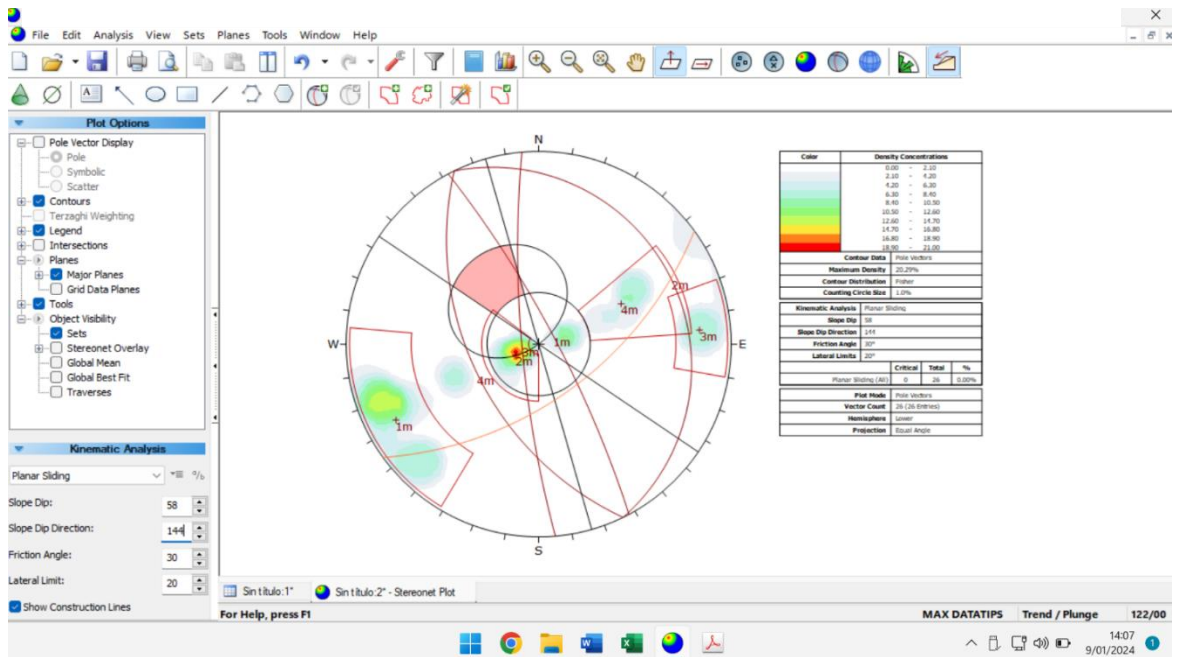 File Edit Analysis View Sets Planes Tools Window Help
Plot Options
Pole Vector Display
Pole
Symbolic
Scatter
Contours
Terzaghi Weighting
Legend
Intersections
Planes
Major Planes
Grid Data Planes
Tools
Object Visibility
Sets
Stereonet Overlay
Global Mean
Global Best Fit
Traverses
Kinematic Analysis
Planar Sliding %
Slope Dip: 58
Slope Dip Direction: 144
Friction Angle: 30
Lateral Limit: 20
Show Construction Lines
N
2m
4m
W
E
3m
1m
3m
2m
4m
1m
S
Color Density Concentrations
0.00 - 2.10
2.10 - 4.20
4.20 - 6.30
6.30 - 8.40
8.40 - 10.50
10.50 - 12.60
12.60 - 14.70
14.70 - 16.80
16.80 - 18.90
18.90 - 21.00
Contour Data Pole Vectors
Maximum Density 20.29%
Contour Distribution Fisher
Counting Circle Size 1.0%
Kinematic Analysis Planar Sliding
Slope Dip 58
Slope Dip Direction 144
Friction Angle 30°
Lateral Limits 20°
Critical Total %
Planar Sliding (All) 0 26 0.00%
Plot Mode Pole Vectors
Vector Count 26 (26 Entries)
Hemisphere Lower
Projection Equal Angle
Sin título:1* Sin título:2* - Stereonet Plot
For Help, press F1 MAX DATATIPS Trend / Plunge 122/00
14:07
9/01/2024 1